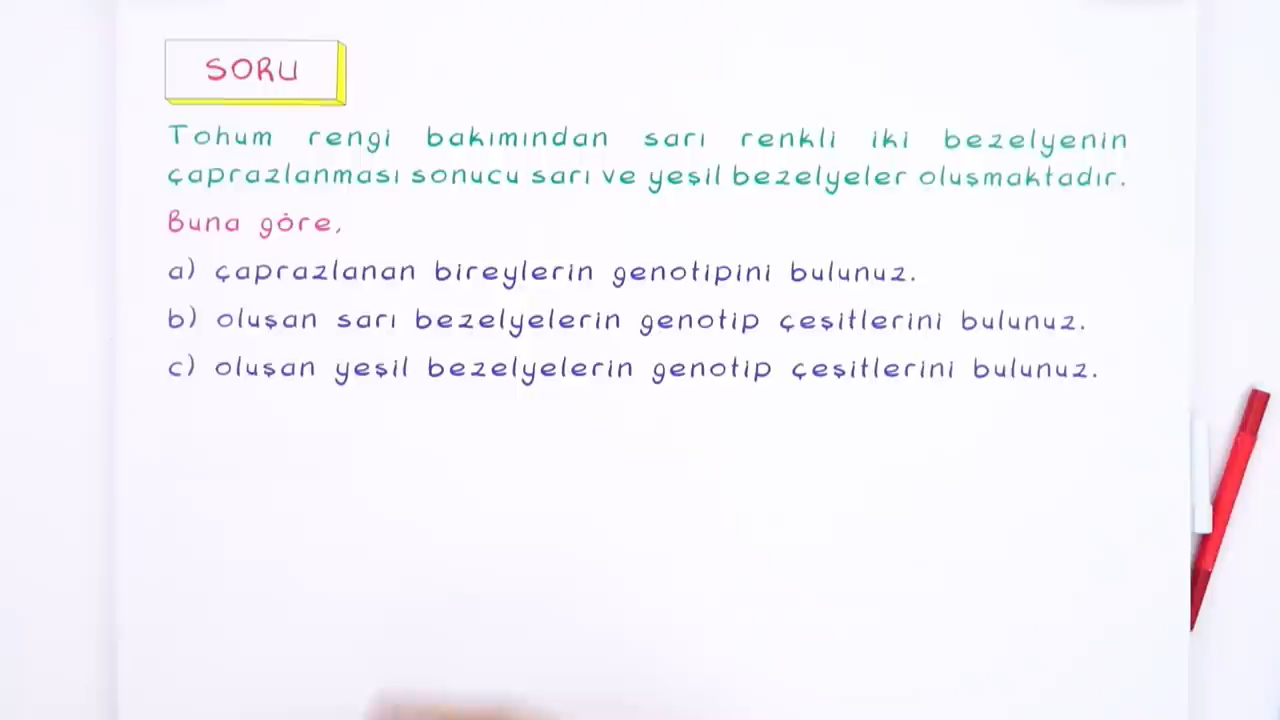 SORU
Tohum rengi bakımından sarı renkli iki bezelyenin
çaprazlanması sonucu sarı ve yeşil bezelyeler oluşmaktadır.
Buna göre,
a) çaprazlanan bireylerin genotipini bulunuz.
b) oluşan sarı bezelyelerin genotip çeşitlerini bulunuz.
c) oluşan yeşil bezelyelerin genotip çeşitlerini bulunuz.